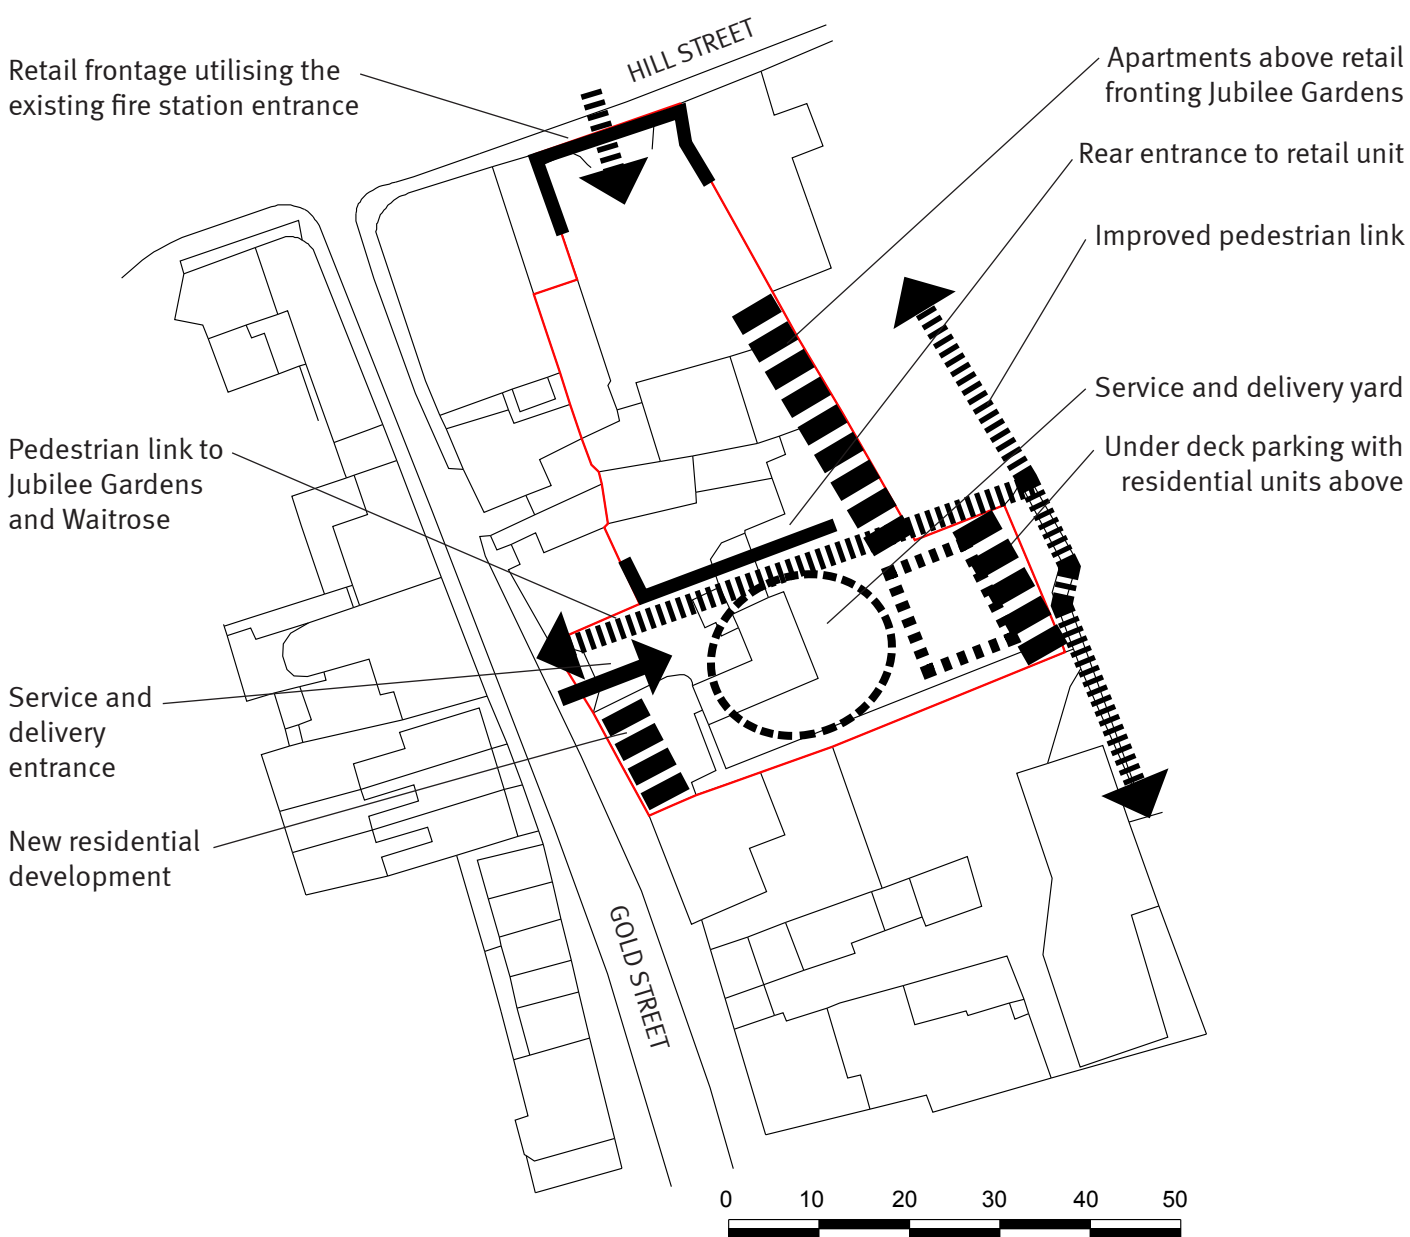 HILL STREET
Retail frontage utilising the
existing fire station entrance
Apartments above retail
fronting Jubilee Gardens
Rear entrance to retail unit
Improved pedestrian link
Service and delivery yard
Under deck parking with
residential units above
Pedestrian link to
Jubilee Gardens
and Waitrose
Service and
delivery
entrance
New residential
development
GOLD STREET
0 10 20 30 40 50